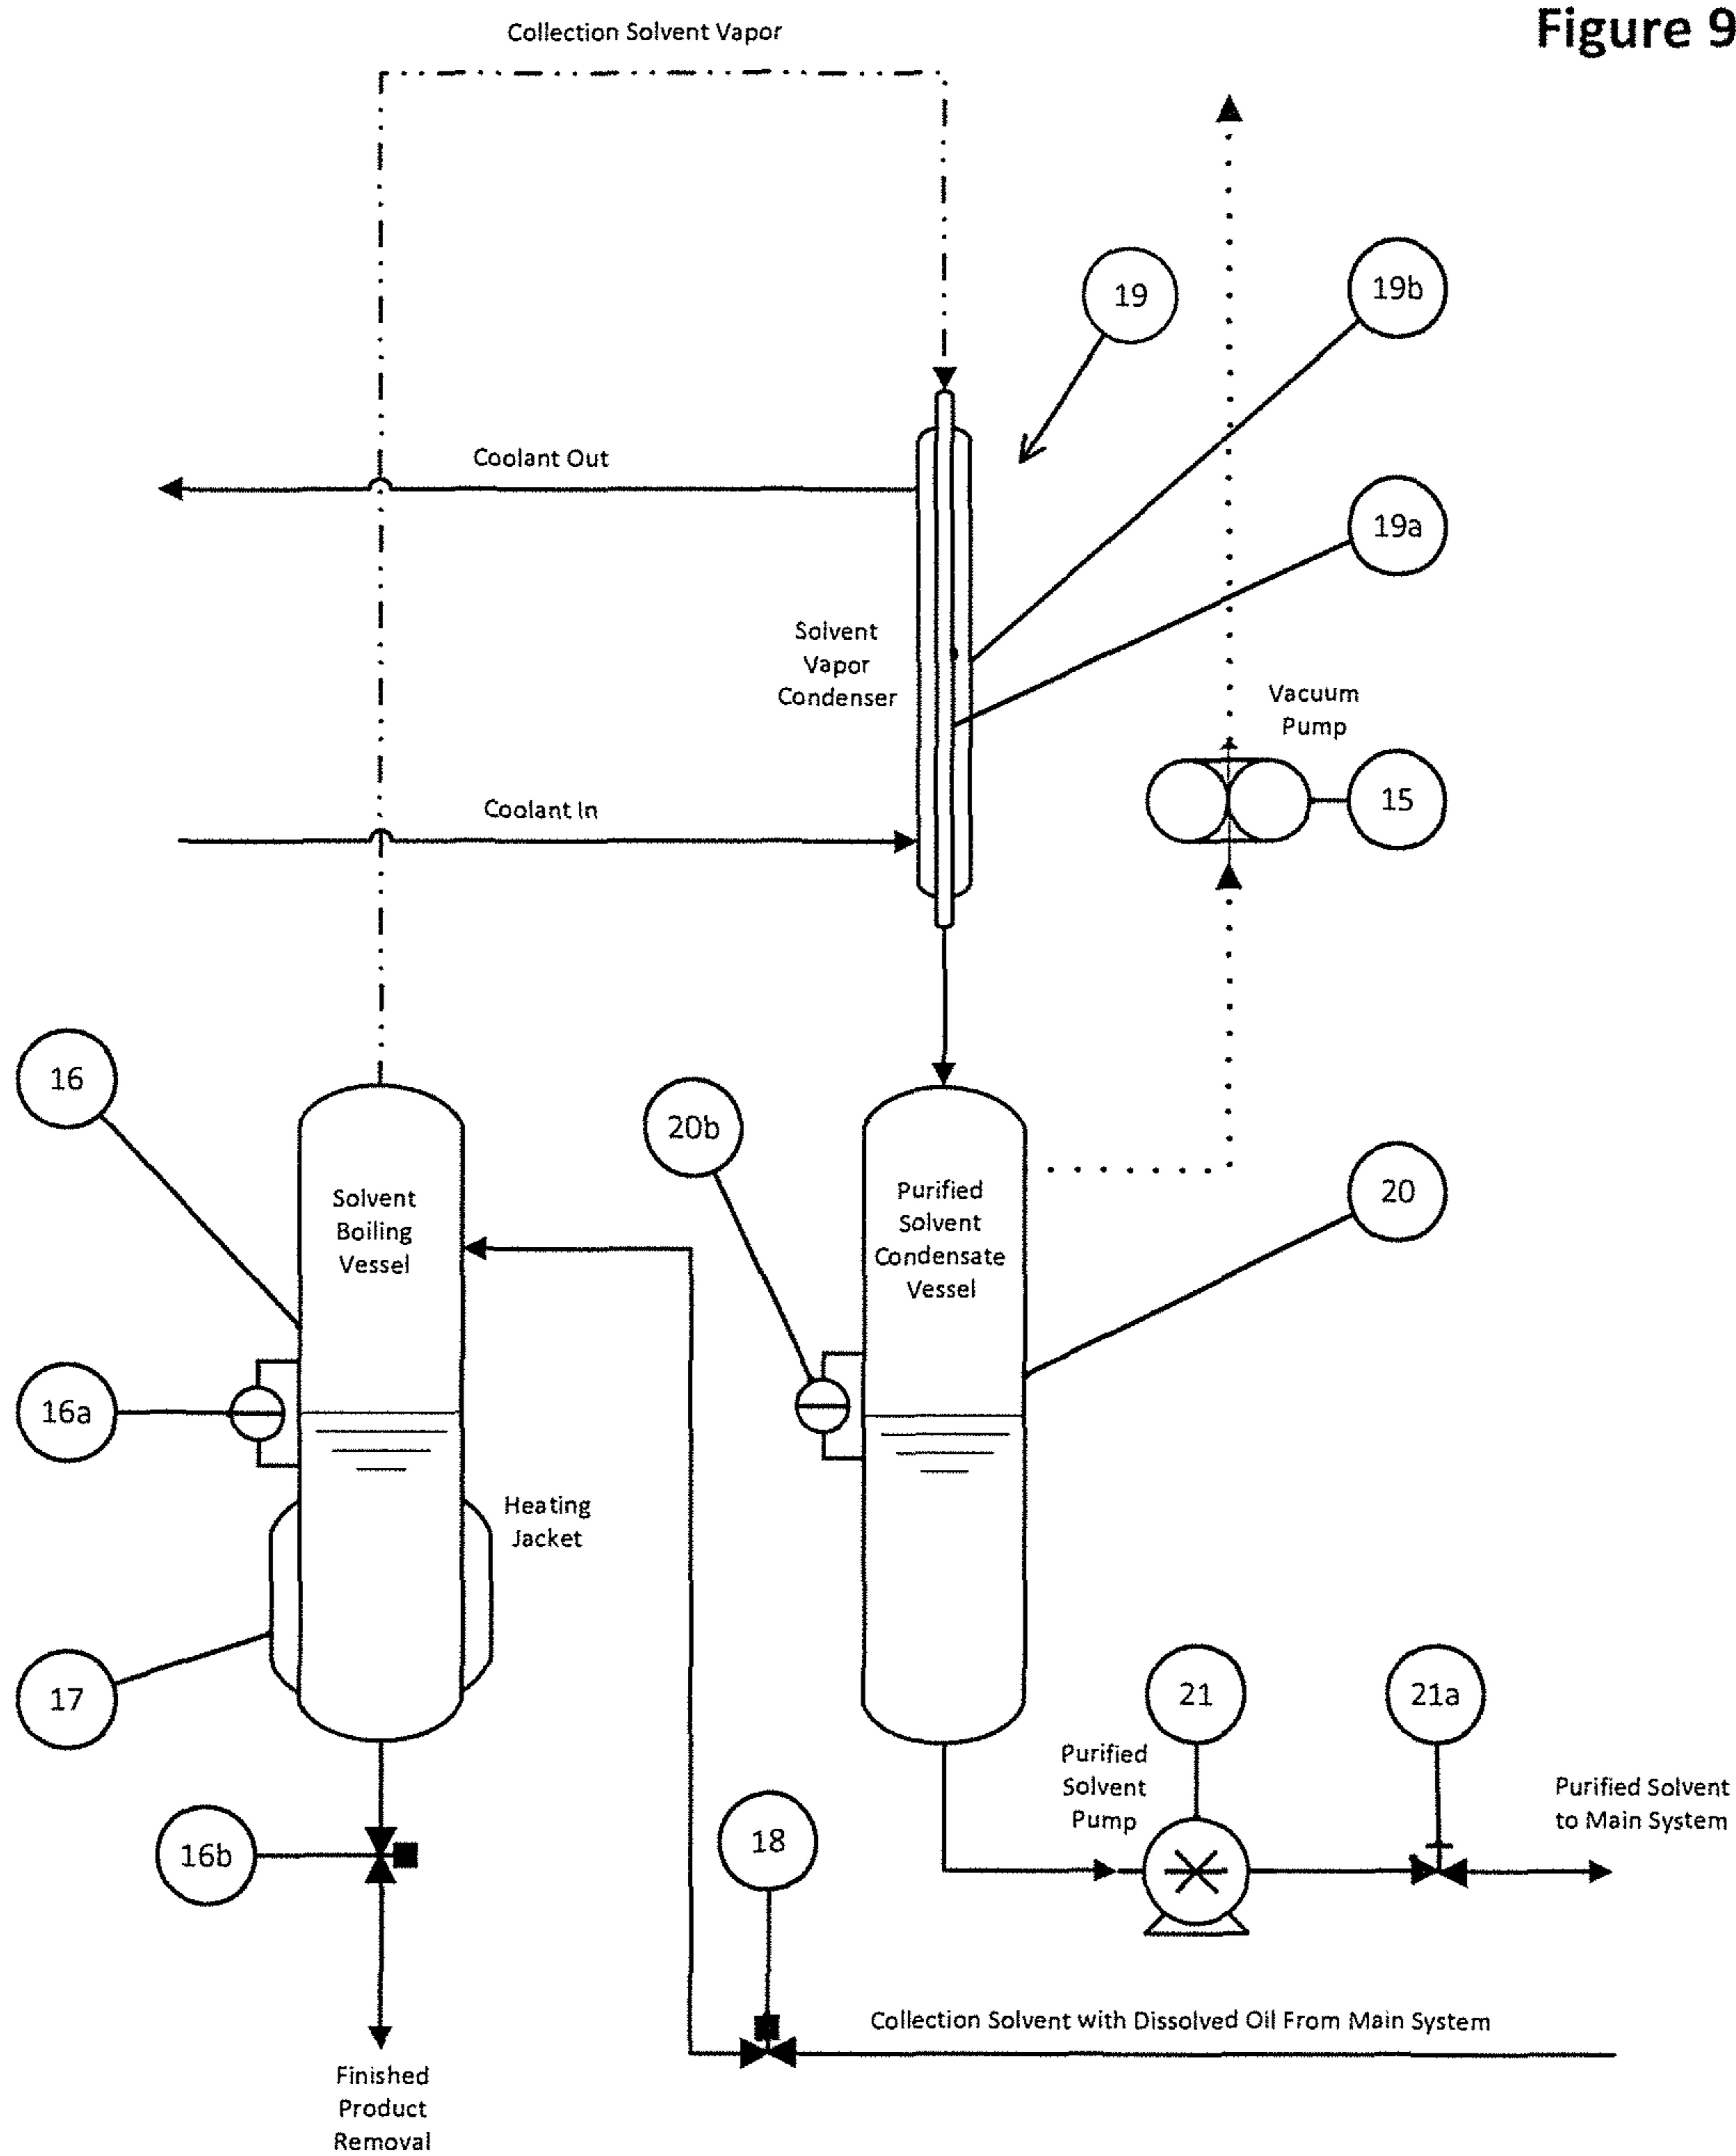 Figure 9
Collection Solvent Vapor
19
19b
Coolant Out
19a
Solvent
Vapor
Condenser
Vacuum
Pump
15
Coolant In
16
20b
20
Solvent
Boiling
Vessel
Purified
Solvent
Condensate
Vessel
16a
Heating
Jacket
17
21
21a
Purified
Solvent
Pump
Purified Solvent
to Main System
16b
18
Collection Solvent with Dissolved Oil From Main System
Finished
Product
Removal